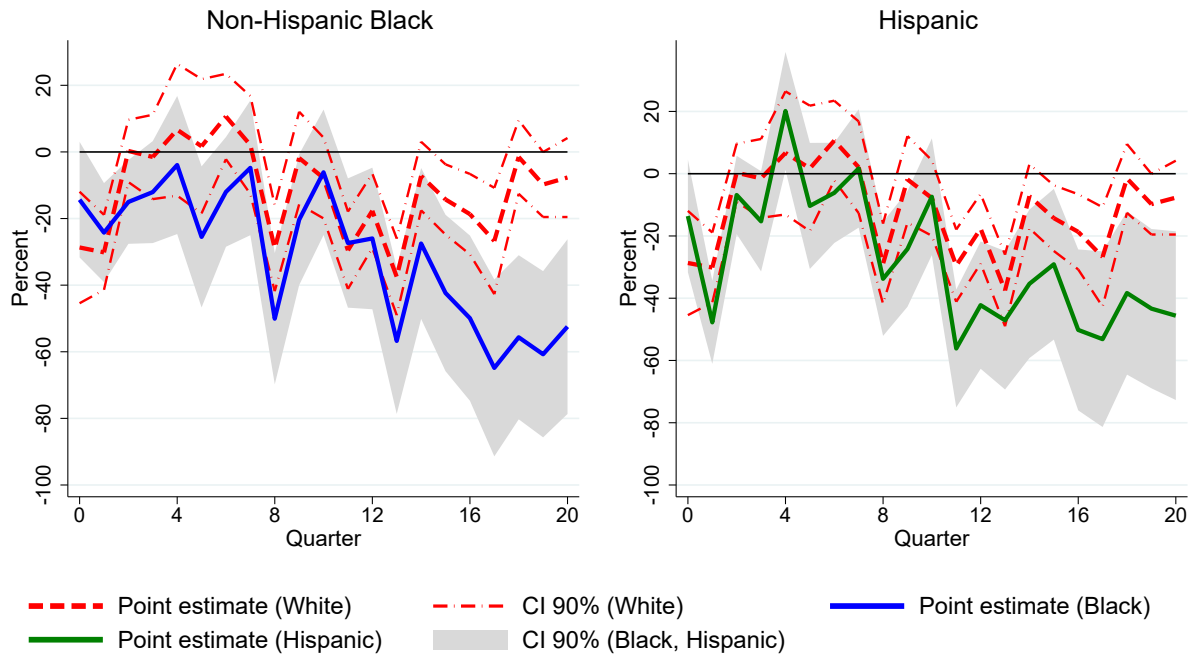 Non-Hispanic Black
Hispanic
Percent
20
0
-20
-40
-60
-80
-100
0 4 8 12 16 20
Quarter
Percent
20
0
-20
-40
-60
-80
-100
0 4 8 12 16 20
Quarter
Point estimate (White)
CI 90% (White)
Point estimate (Black)
Point estimate (Hispanic)
CI 90% (Black, Hispanic)